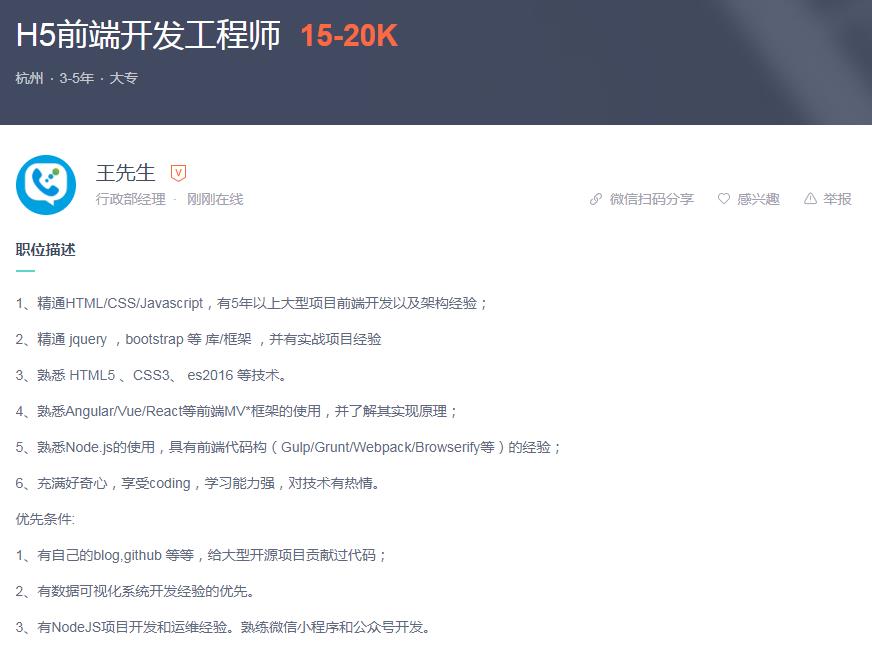 H5前端开发工程师 15-20K
杭州 · 3-5年 · 大专
王先生 V
行政部经理 · 刚刚在线 微信扫码分享 感兴趣 举报
职位描述
1、精通HTML/CSS/Javascript，有5年以上大型项目前端开发以及架构经验；
2、精通 jquery ，bootstrap 等 库/框架 ，并有实战项目经验
3、熟悉 HTML5 、CSS3、 es2016 等技术。
4、熟悉Angular/Vue/React等前端MV*框架的使用，并了解其实现原理；
5、熟悉Node.js的使用，具有前端代码构（Gulp/Grunt/Webpack/Browserify等）的经验；
6、充满好奇心，享受coding，学习能力强，对技术有热情。
优先条件:
1、有自己的blog,github 等等，给大型开源项目贡献过代码；
2、有数据可视化系统开发经验的优先。
3、有NodeJS项目开发和运维经验。熟练微信小程序和公众号开发。